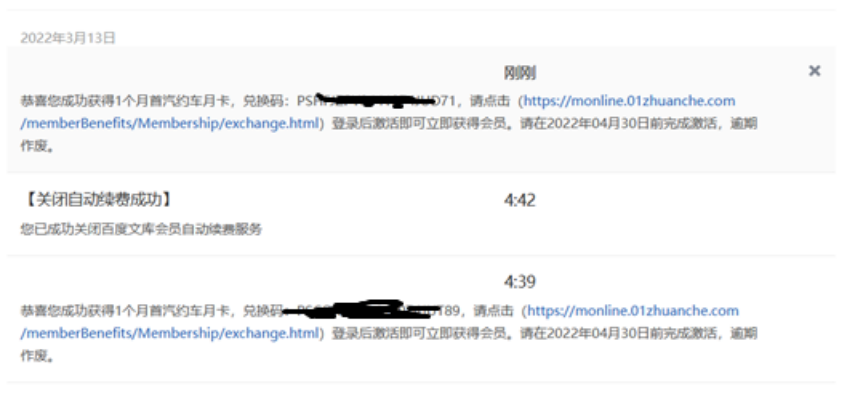 2022年3月13日
刚刚
恭喜您成功获得1个月首汽约车月卡，兑换码：PS UD71，请点击（https://monline.01zhuanche.com
/memberBenefits/Membership/exchange.html）登录后激活即可立即获得会员。请在2022年04月30日前完成激活，逾期
作废。
【关闭自动续费成功】
4:42
您已成功关闭百度文库会员自动续费服务
4:39
恭喜您成功获得1个月首汽约车月卡，兑换码： T89，请点击（https://monline.01zhuanche.com
/memberBenefits/Membership/exchange.html）登录后激活即可立即获得会员。请在2022年04月30日前完成激活，逾期
作废。